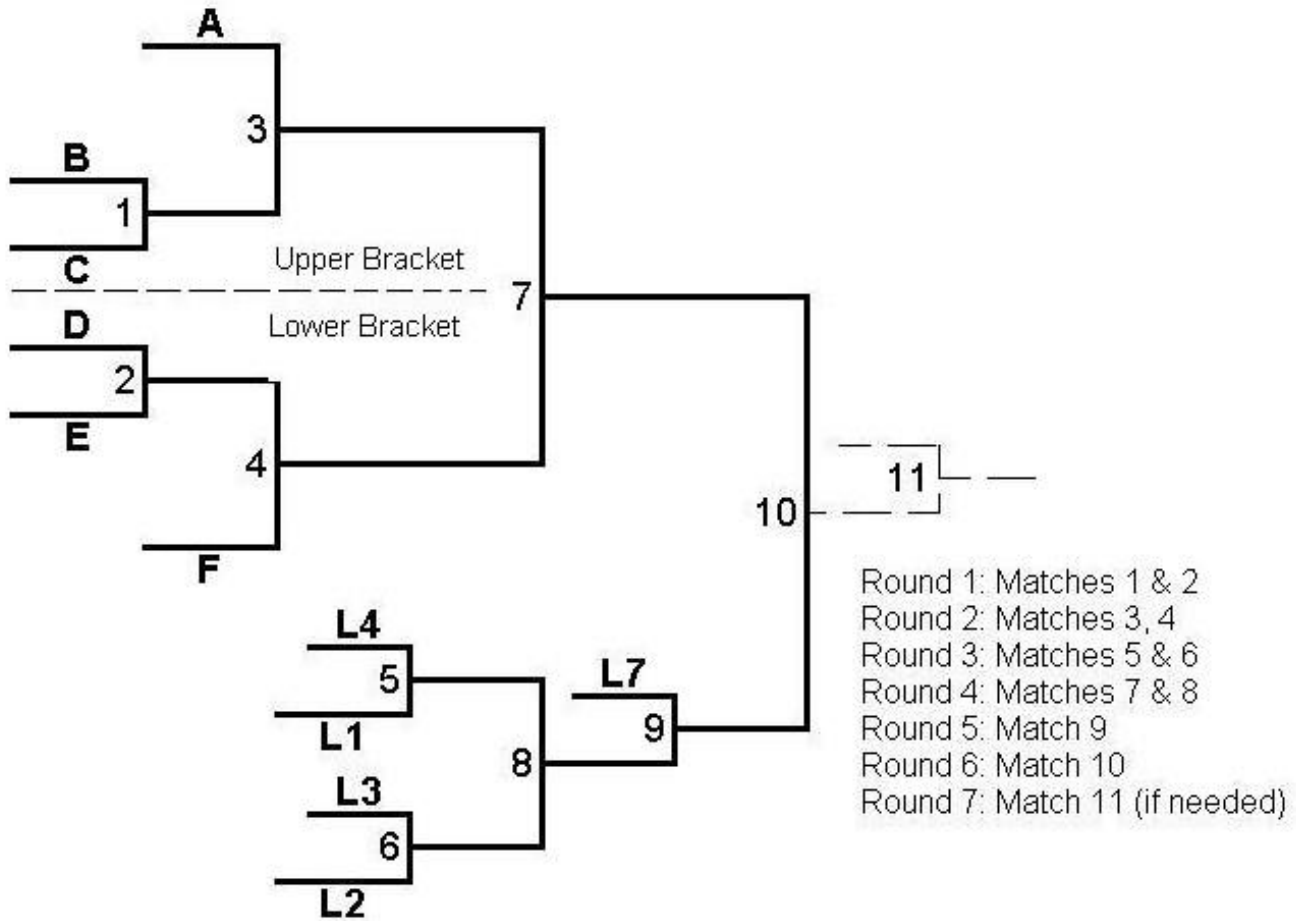 A
3
B
1
C
Upper Bracket
7
Lower Bracket
D
2
E
4
F
11
10
L4
5
L1
L7
9
8
L3
6
L2
Round 1: Matches 1 & 2
Round 2: Matches 3, 4
Round 3: Matches 5 & 6
Round 4: Matches 7 & 8
Round 5: Match 9
Round 6: Match 10
Round 7: Match 11 (if needed)